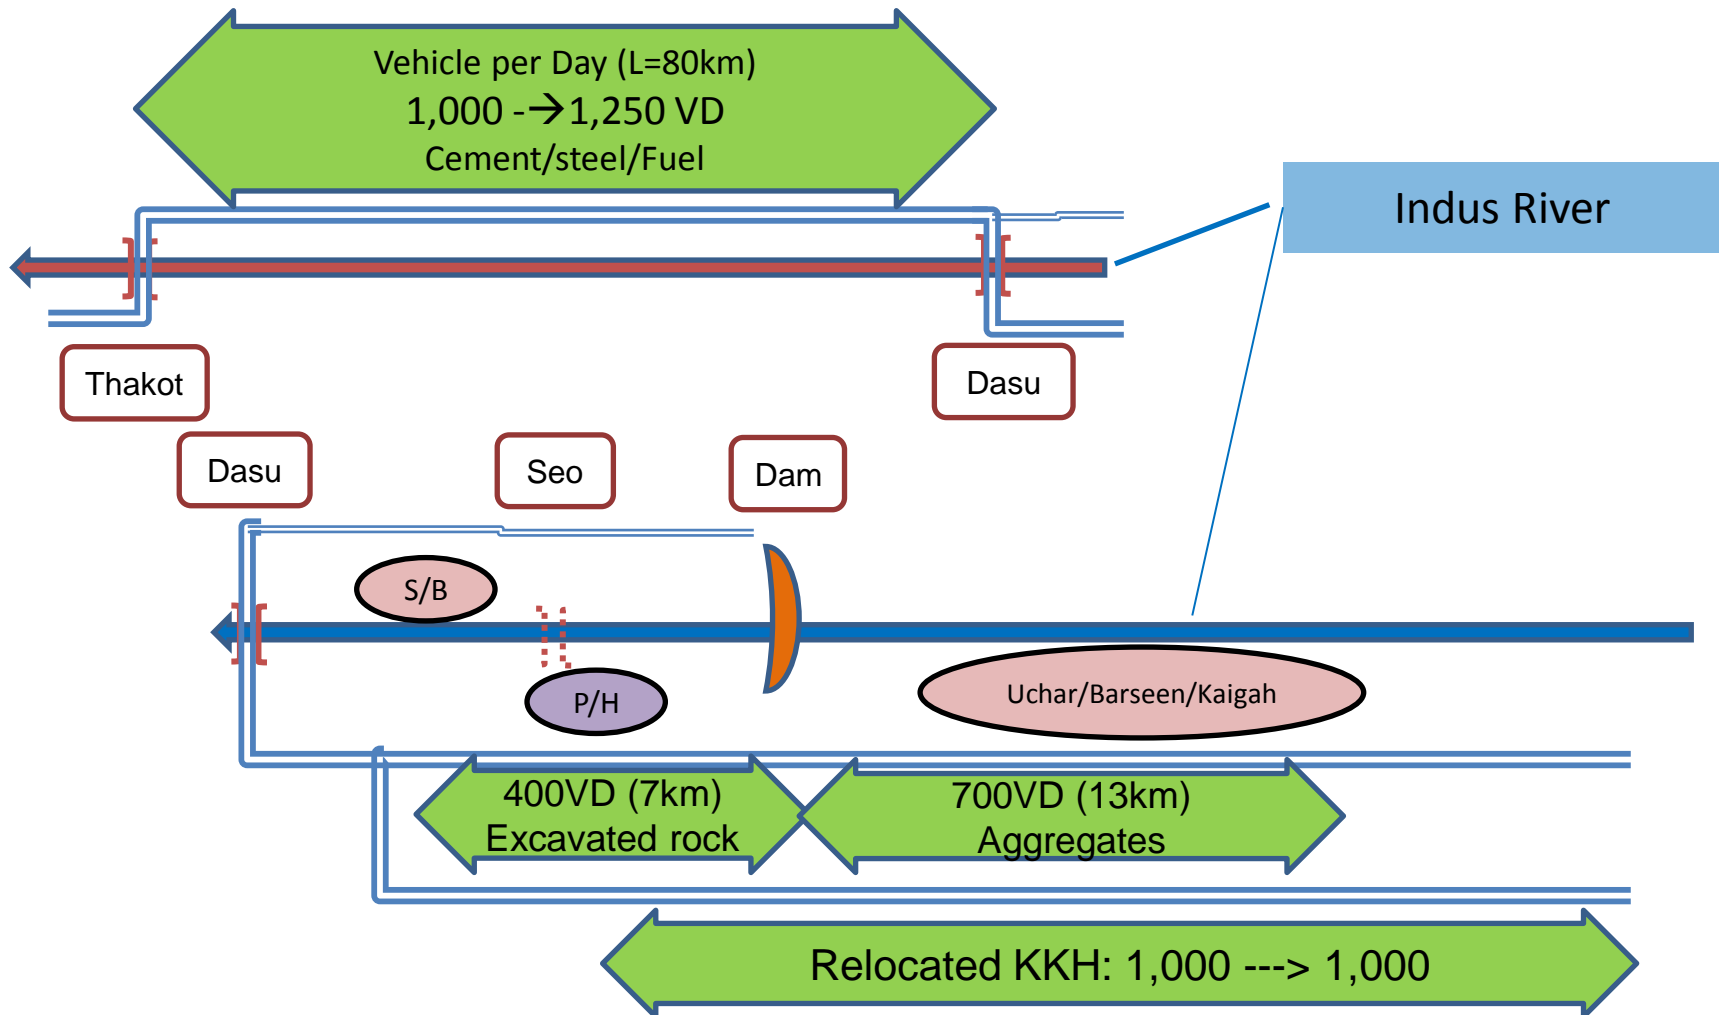 Vehicle per Day (L=80km)
1,000 -→1,250 VD
Cement/steel/Fuel
Indus River
Thakot
Dasu
Dasu
Seo
Dam
S/B
P/H
Uchar/Barseen/Kaigah
400VD (7km)
Excavated rock
700VD (13km)
Aggregates
Relocated KKH: 1,000 ---> 1,000